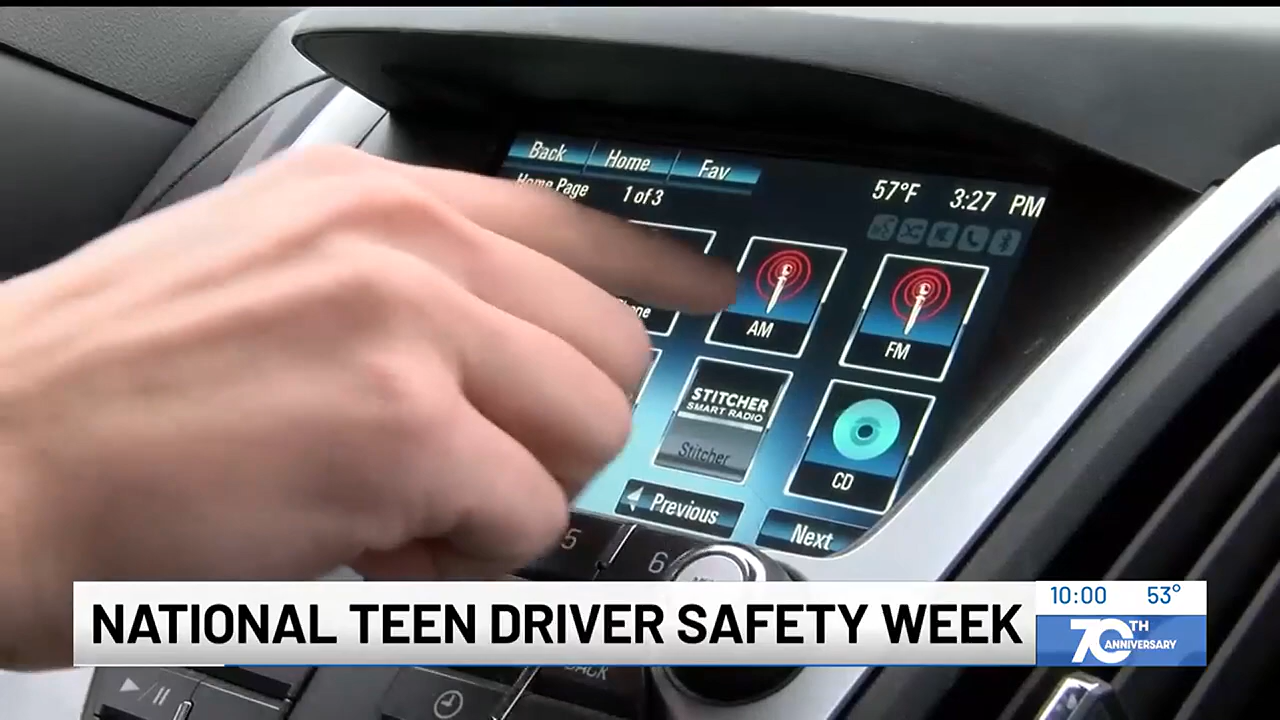 Back Home Fav
Home Page 1 of 3
57°F 3:27 PM
AM
FM
STITCHER
SMART RADIO
Stitcher
CD
Previous
Next
5
6
BACK
NATIONAL TEEN DRIVER SAFETY WEEK
10:00 53°
70TH
ANNIVERSARY